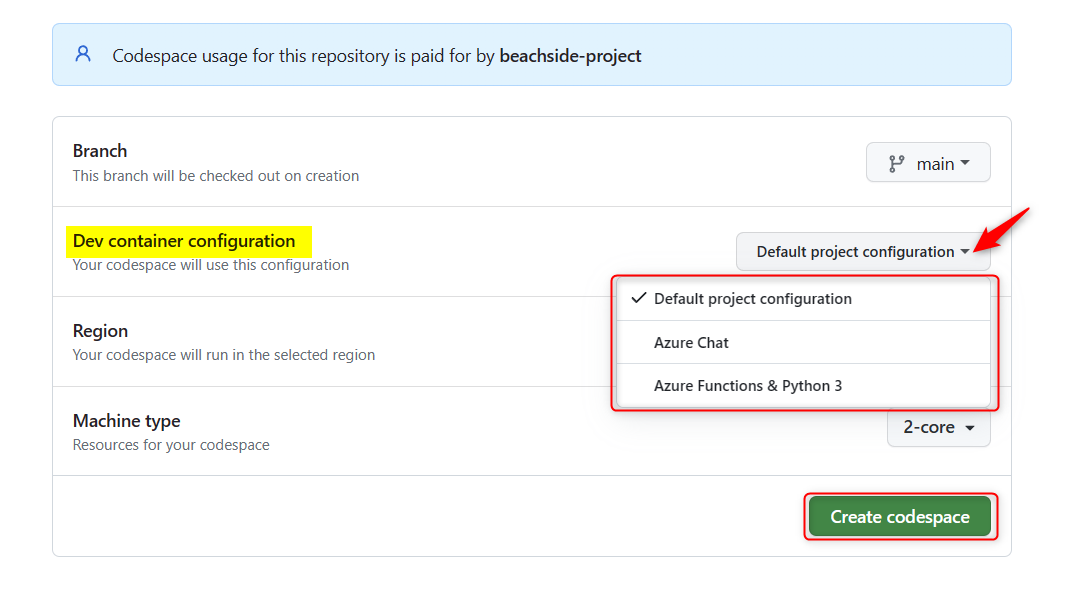 Codespace usage for this repository is paid for by beachside-project
Branch
This branch will be checked out on creation
main
Dev container configuration
Your codespace will use this configuration
Default project configuration
Default project configuration
Azure Chat
Azure Functions & Python 3
Region
Your codespace will run in the selected region
Machine type
Resources for your codespace
2-core
Create codespace